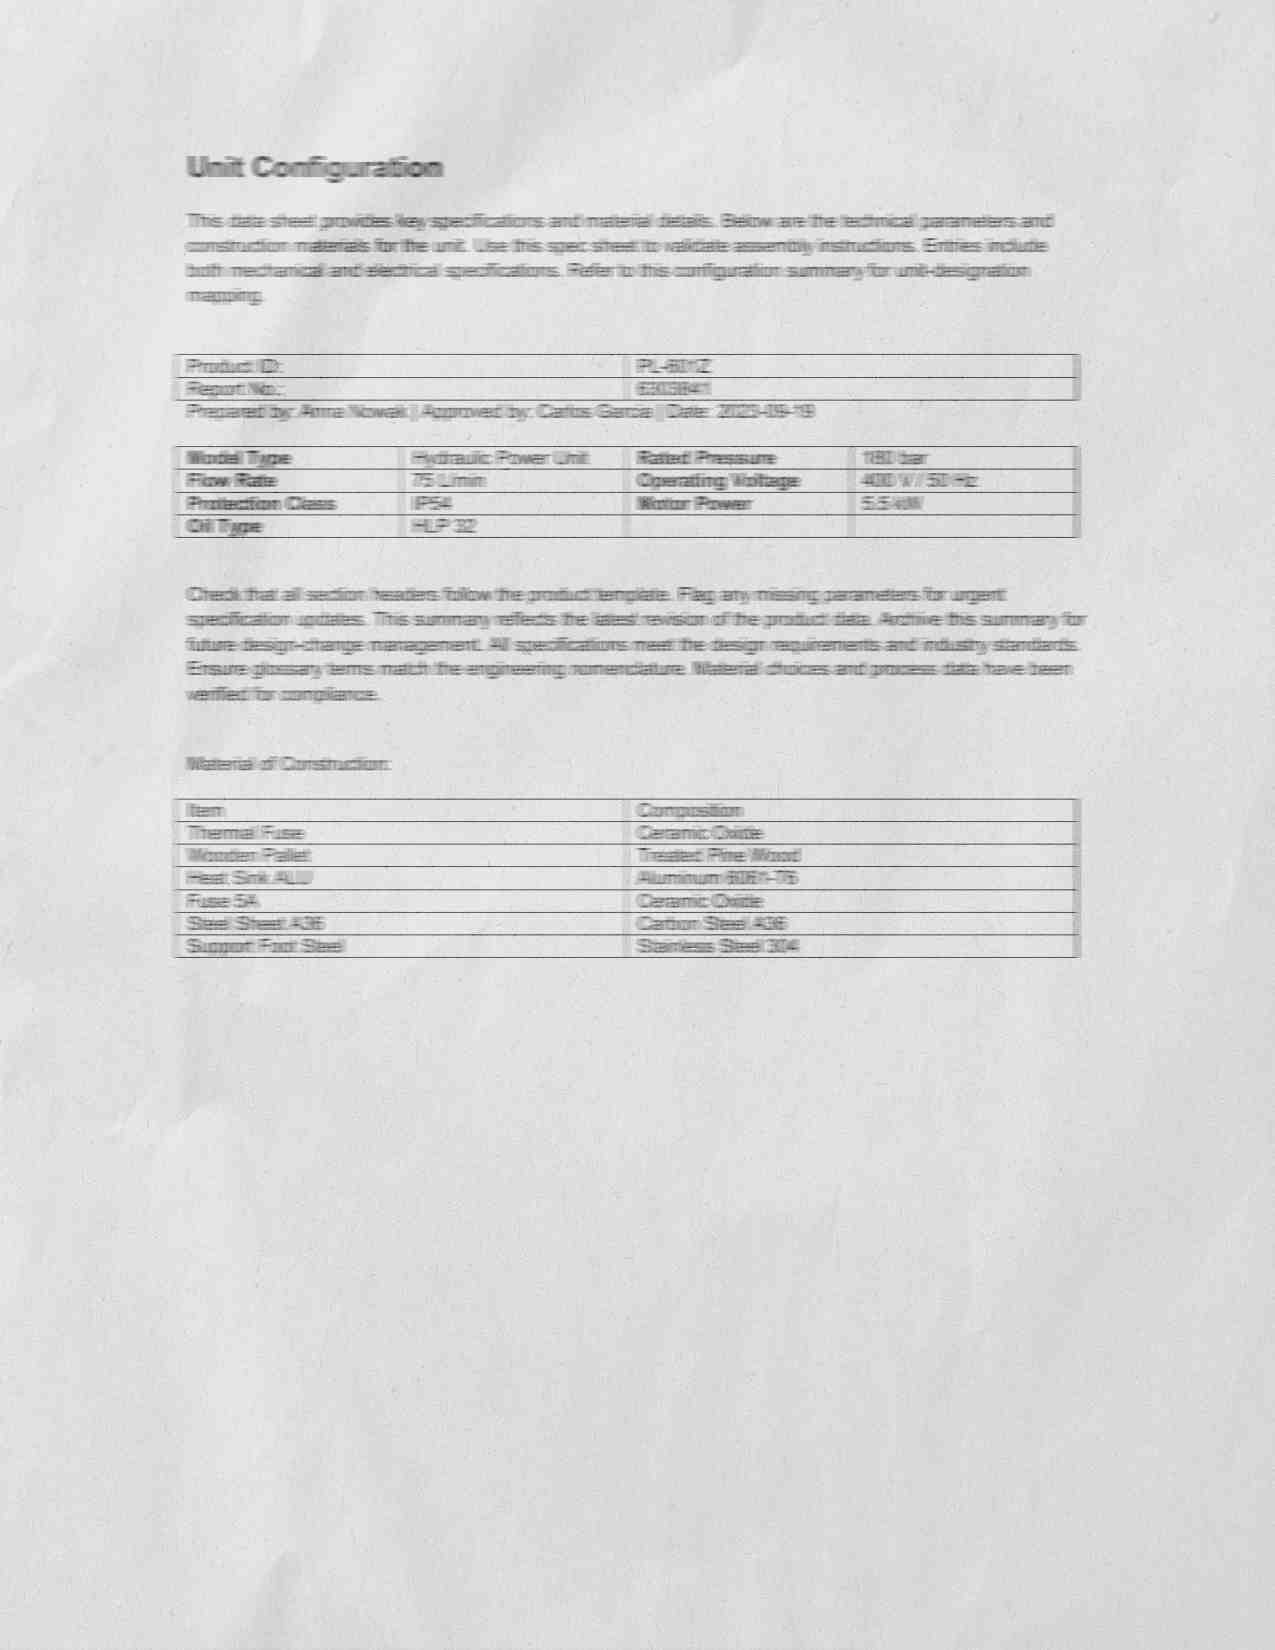 Unit Configuration
This data sheet provides key specifications and material details. Below are the technical parameters and
construction materials for the unit. Use this spec sheet to validate assembly instructions. Entries include
both mechanical and electrical specifications. Refer to this configuration summary for unit-designation
mapping.
Product ID: PL-601Z
Report No.:
Prepared by: Anna Nowak | Approved by: Carlos Garcia | Date: 2023-09-19
Model Type Hydraulic Power Unit Rated Pressure 180 bar
Flow Rate 75 L/min Operating Voltage 400 V / 50 Hz
Protection Class IP54 Motor Power 5.5 kW
Oil Type HLP 32
Check that all section headers follow the product template. Flag any missing parameters for urgent
specification updates. This summary reflects the latest revision of the product data. Archive this summary for
future design-change management. All specifications meet the design requirements and industry standards.
Ensure glossary terms match the engineering nomenclature. Material choices and process data have been
verified for compliance.
Material of Construction:
Item Composition
Thermal Fuse Ceramic Oxide
Wooden Pallet Treated Pine Wood
Heat Sink ALU Aluminum 6061-T6
Fuse 5A Ceramic Oxide
Steel Sheet A36 Carbon Steel A36
Support Foot Steel Stainless Steel 304